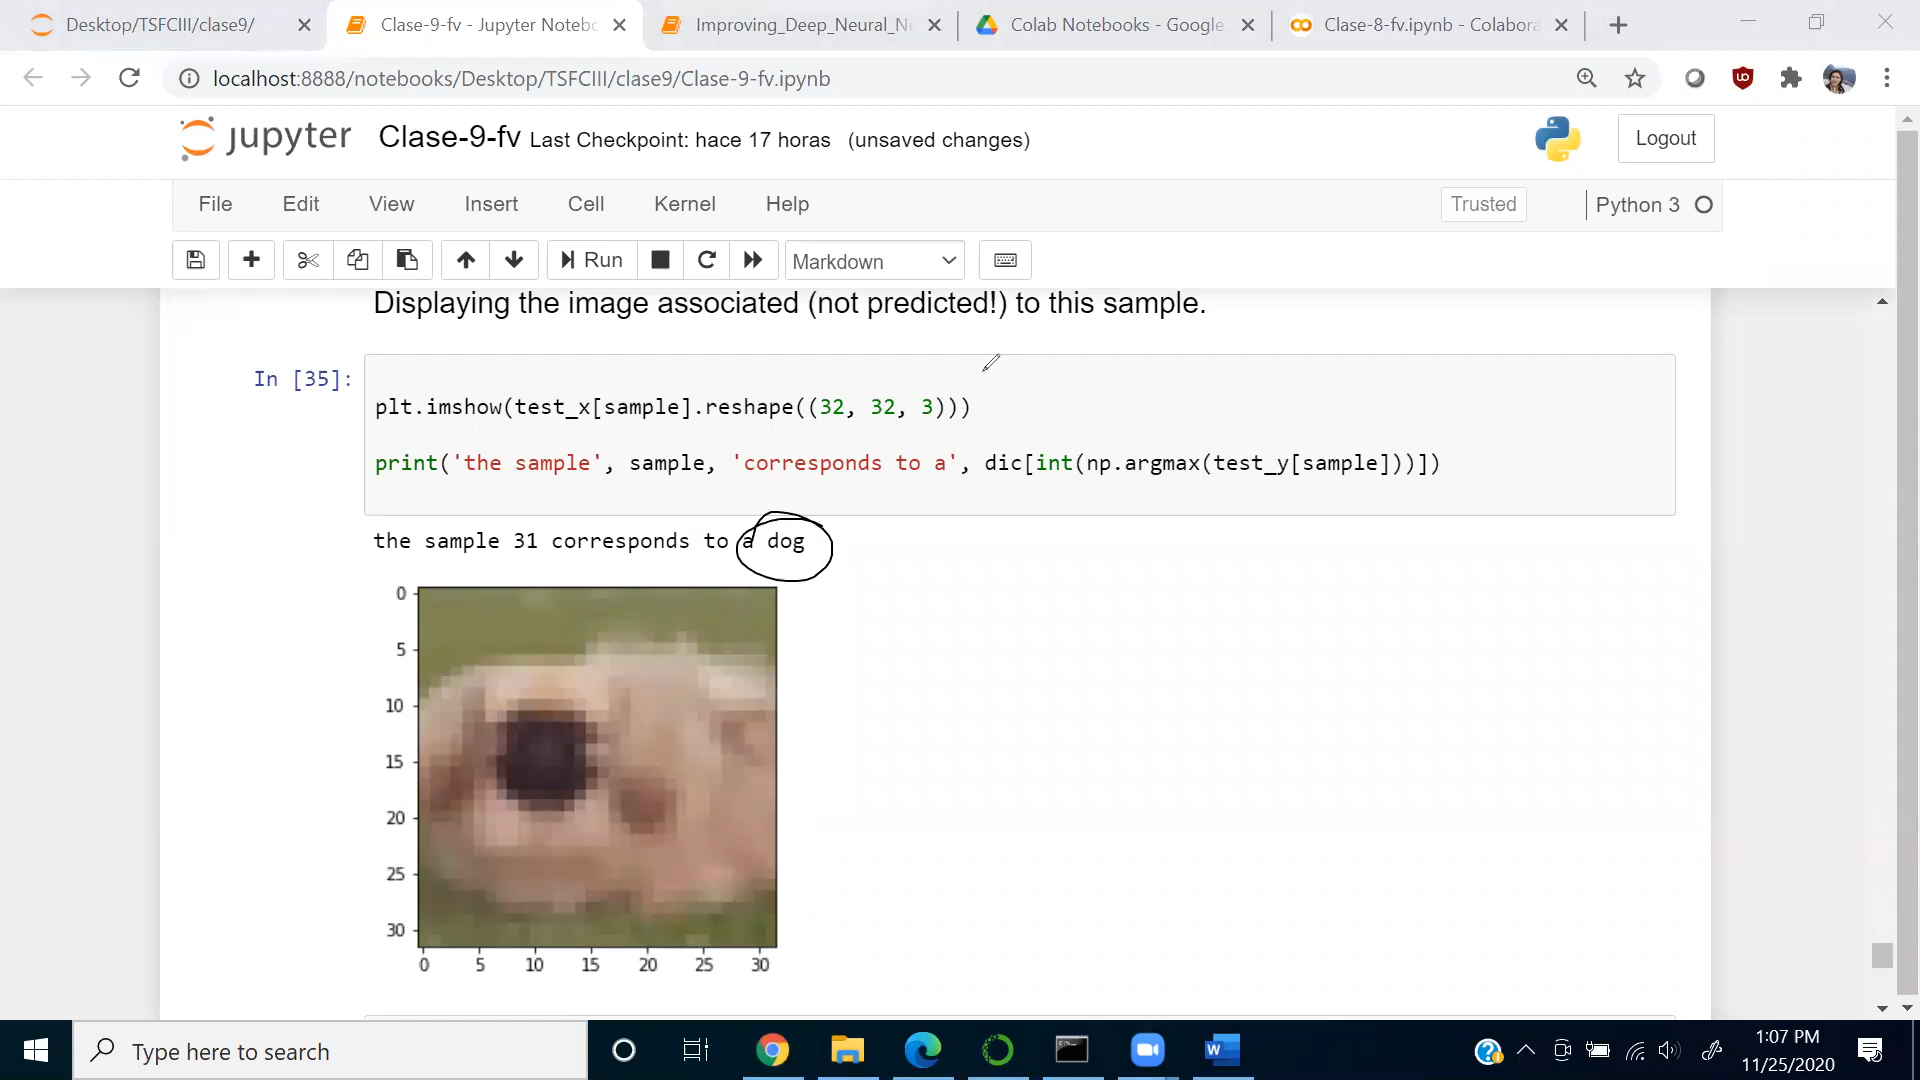 Desktop/TSFCIII/clase9/
Clase-9-fv - Jupyter Notebo
Improving_Deep_Neural_Ne
Colab Notebooks - Google
Clase-8-fv.ipynb - Colabora
localhost:8888/notebooks/Desktop/TSFCIII/clase9/Clase-9-fv.ipynb
jupyter Clase-9-fv Last Checkpoint: hace 17 horas (unsaved changes)
Logout
File Edit View Insert Cell Kernel Help
Trusted Python 3
Run Markdown
Displaying the image associated (not predicted!) to this sample.
In [35]:
plt.imshow(test_x[sample].reshape((32, 32, 3)))
print('the sample', sample, 'corresponds to a', dic[int(np.argmax(test_y[sample]))])
the sample 31 corresponds to a dog
0
5
10
15
20
25
30
0 5 10 15 20 25 30
Type here to search
1:07 PM
11/25/2020